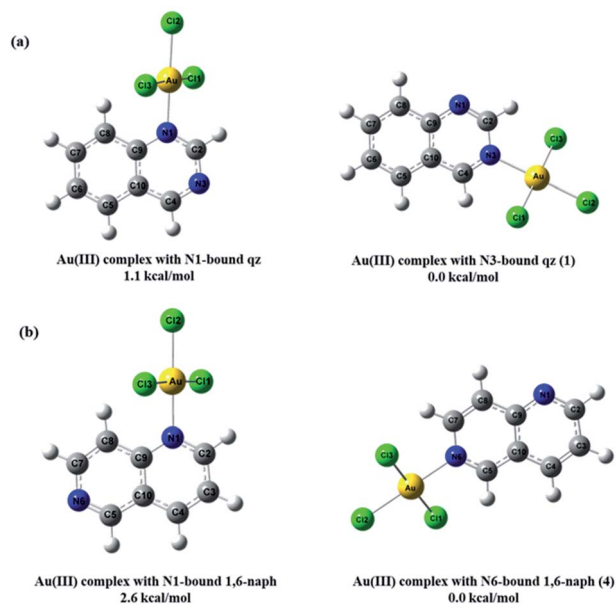 (a)
Cl2
Cl3 Au Cl1
N1
C8
C9 C2
C7
C6 C10 N3
C5 C4
Au(III) complex with N1-bound qz
1.1 kcal/mol
C8 N1
C7 C9 C2
C6 C10 N3
C5 C4
Cl3
Au
Cl1 Cl2
Au(III) complex with N3-bound qz (1)
0.0 kcal/mol
(b)
Cl2
Cl3 Au Cl1
N1
C8
C9 C2
C7
N6 C10 C3
C5 C4
Au(III) complex with N1-bound 1,6-naph
2.6 kcal/mol
C8 N1
C7 C9 C2
N6 C10 C3
C5 C4
Cl3
Au
Cl2 Cl1
Au(III) complex with N6-bound 1,6-naph (4)
0.0 kcal/mol